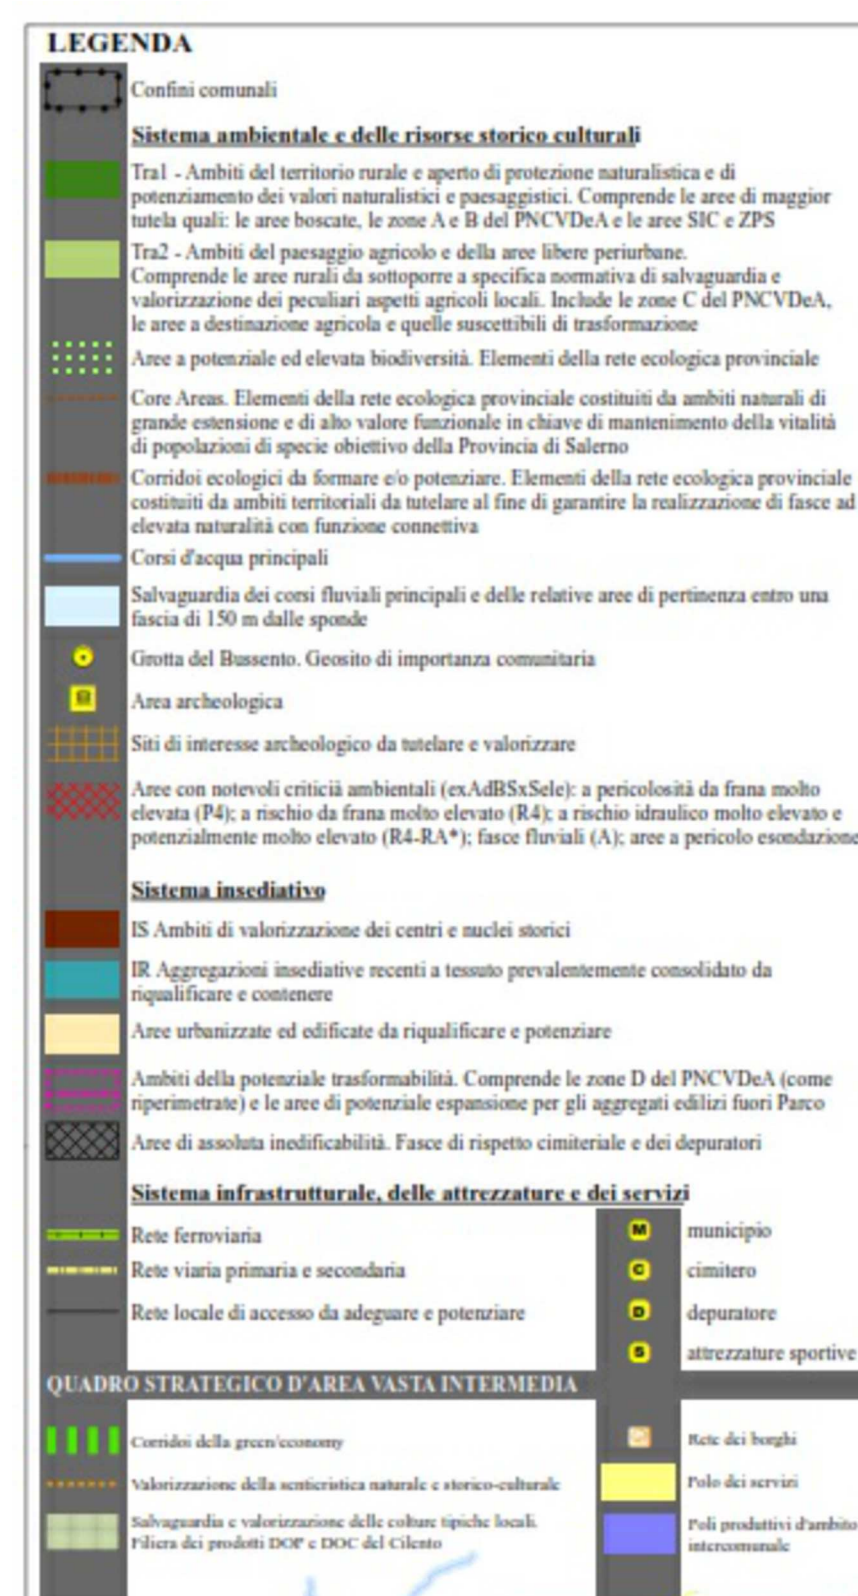 LEGENDA
Confini comunali
Sistema ambientale e delle risorse storico culturali
Tra1 - Ambiti del territorio rurale e aperto di protezione naturalistica e di
potenziamento dei valori naturalistici e paesaggistici. Comprende le aree di maggior
tutela quali: le aree boscate, le zone A e B del PNCVDeA e le aree SIC e ZPS
Tra2 - Ambiti del paesaggio agricolo e della aree libere periurbane.
Comprende le aree rurali da sottoporre a specifica normativa di salvaguardia e
valorizzazione dei peculiari aspetti agricoli locali. Include le zone C del PNCVDeA,
le aree a destinazione agricola e quelle suscettibili di trasformazione
Aree a potenziale ed elevata biodiversità. Elementi della rete ecologica provinciale
Core Areas. Elementi della rete ecologica provinciale costituiti da ambiti naturali di
grande estensione e di alto valore funzionale in chiave di mantenimento della vitalità
di popolazioni di specie obiettivo della Provincia di Salerno
Corridoi ecologici da formare e/o potenziare. Elementi della rete ecologica provinciale
costituiti da ambiti territoriali da tutelare al fine di garantire la realizzazione di fasce ad
elevata naturalità con funzione connettiva
Corsi d'acqua principali
Salvaguardia dei corsi fluviali principali e delle relative aree di pertinenza entro una
fascia di 150 m dalle sponde
Grotta del Bussento. Geosito di importanza comunitaria
Area archeologica
Siti di interesse archeologico da tutelare e valorizzare
Aree con notevoli criticià ambientali (exAdBSxSele): a pericolosità da frana molto
elevata (P4); a rischio da frana molto elevato (R4); a rischio idraulico molto elevato e
potenzialmente molto elevato (R4-RA*); fasce fluviali (A); aree a pericolo esondazione
Sistema insediativo
IS Ambiti di valorizzazione dei centri e nuclei storici
IR Aggregazioni insediative recenti a tessuto prevalentemente consolidato da
riqualificare e contenere
Aree urbanizzate ed edificate da riqualificare e potenziare
Ambiti della potenziale trasformabilità. Comprende le zone D del PNCVDeA (come
riperimetrate) e le aree di potenziale espansione per gli aggregati edilizi fuori Parco
Aree di assoluta inedificabilità. Fasce di rispetto cimiteriale e dei depuratori
Sistema infrastrutturale, delle attrezzature e dei servizi
Rete ferroviaria
M municipio
Rete viaria primaria e secondaria
C cimitero
Rete locale di accesso da adeguare e potenziare
D depuratore
S attrezzature sportive
QUADRO STRATEGICO D'AREA VASTA INTERMEDIA
Corridoi della green/economy
Rete dei borghi
Valorizzazione della sentieristica naturale e storico-culturale
Polo dei servizi
Salvaguardia e valorizzazione delle colture tipiche locali.
Filiera dei prodotti DOP e DOC del Cilento
Poli produttivi d'ambito
intercomunale